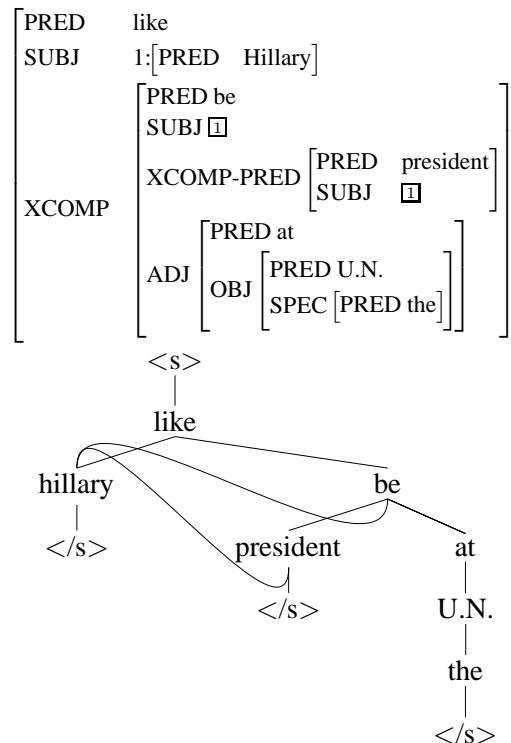 PRED like
SUBJ 1:[PRED Hillary]
PRED be
SUBJ 1
XCOMP-PRED [PRED president
SUBJ 1]
XCOMP
PRED at
ADJ
OBJ [PRED U.N.
SPEC [PRED the]]
<s>
like
hillary be
</s> president at
</s> U.N.
the
</s>